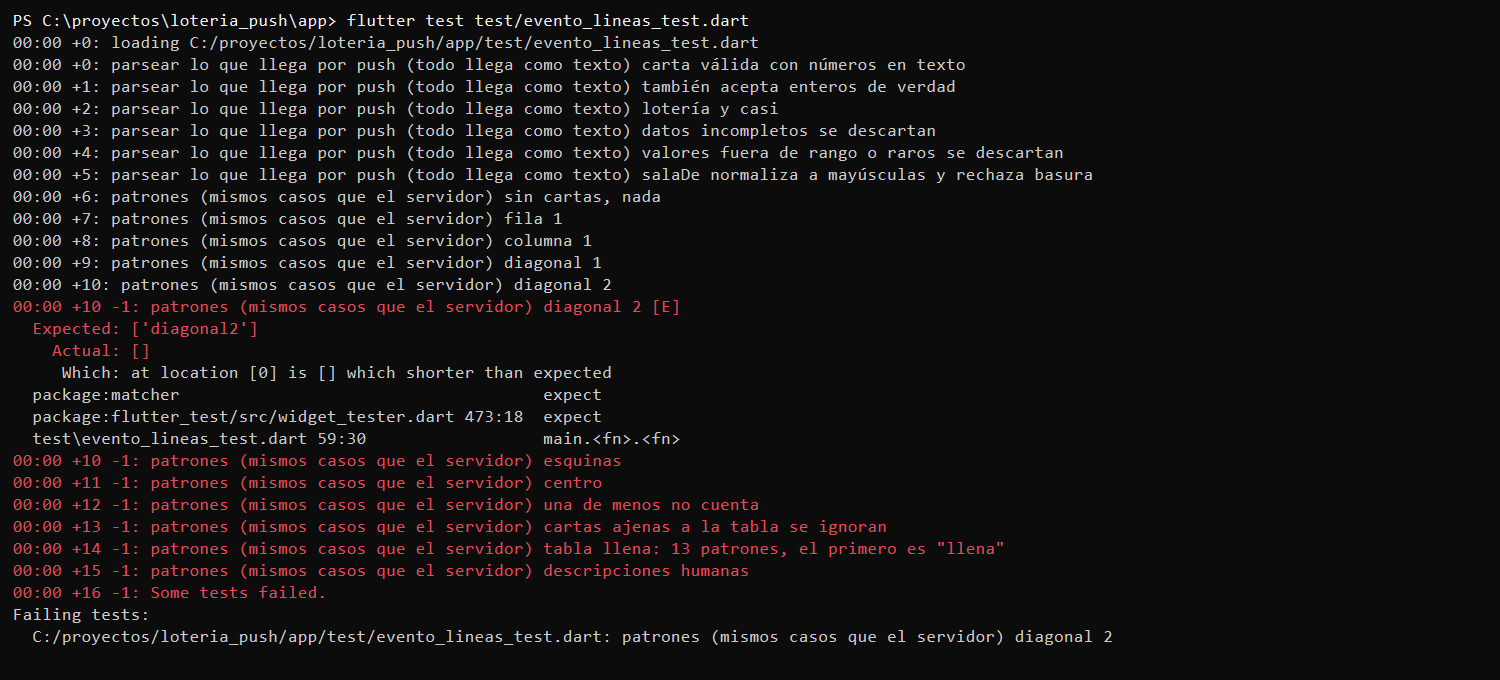 PS C:\proyectos\loteria_push\app> flutter test test/evento_lineas_test.dart
00:00 +0: loading C:/proyectos/loteria_push/app/test/evento_lineas_test.dart
00:00 +0: parsear lo que llega por push (todo llega como texto) carta válida con números en texto
00:00 +1: parsear lo que llega por push (todo llega como texto) también acepta enteros de verdad
00:00 +2: parsear lo que llega por push (todo llega como texto) lotería y casi
00:00 +3: parsear lo que llega por push (todo llega como texto) datos incompletos se descartan
00:00 +4: parsear lo que llega por push (todo llega como texto) valores fuera de rango o raros se descartan
00:00 +5: parsear lo que llega por push (todo llega como texto) salaDe normaliza a mayúsculas y rechaza basura
00:00 +6: patrones (mismos casos que el servidor) sin cartas, nada
00:00 +7: patrones (mismos casos que el servidor) fila 1
00:00 +8: patrones (mismos casos que el servidor) columna 1
00:00 +9: patrones (mismos casos que el servidor) diagonal 1
00:00 +10: patrones (mismos casos que el servidor) diagonal 2
00:00 +10 -1: patrones (mismos casos que el servidor) diagonal 2 [E]
  Expected: ['diagonal2']
    Actual: []
     Which: at location [0] is [] which shorter than expected
  package:matcher                                     expect
  package:flutter_test/src/widget_tester.dart 473:18  expect
  test\evento_lineas_test.dart 59:30                  main.<fn>.<fn>
00:00 +10 -1: patrones (mismos casos que el servidor) esquinas
00:00 +11 -1: patrones (mismos casos que el servidor) centro
00:00 +12 -1: patrones (mismos casos que el servidor) una de menos no cuenta
00:00 +13 -1: patrones (mismos casos que el servidor) cartas ajenas a la tabla se ignoran
00:00 +14 -1: patrones (mismos casos que el servidor) tabla llena: 13 patrones, el primero es "llena"
00:00 +15 -1: patrones (mismos casos que el servidor) descripciones humanas
00:00 +16 -1: Some tests failed.
Failing tests:
  C:/proyectos/loteria_push/app/test/evento_lineas_test.dart: patrones (mismos casos que el servidor) diagonal 2